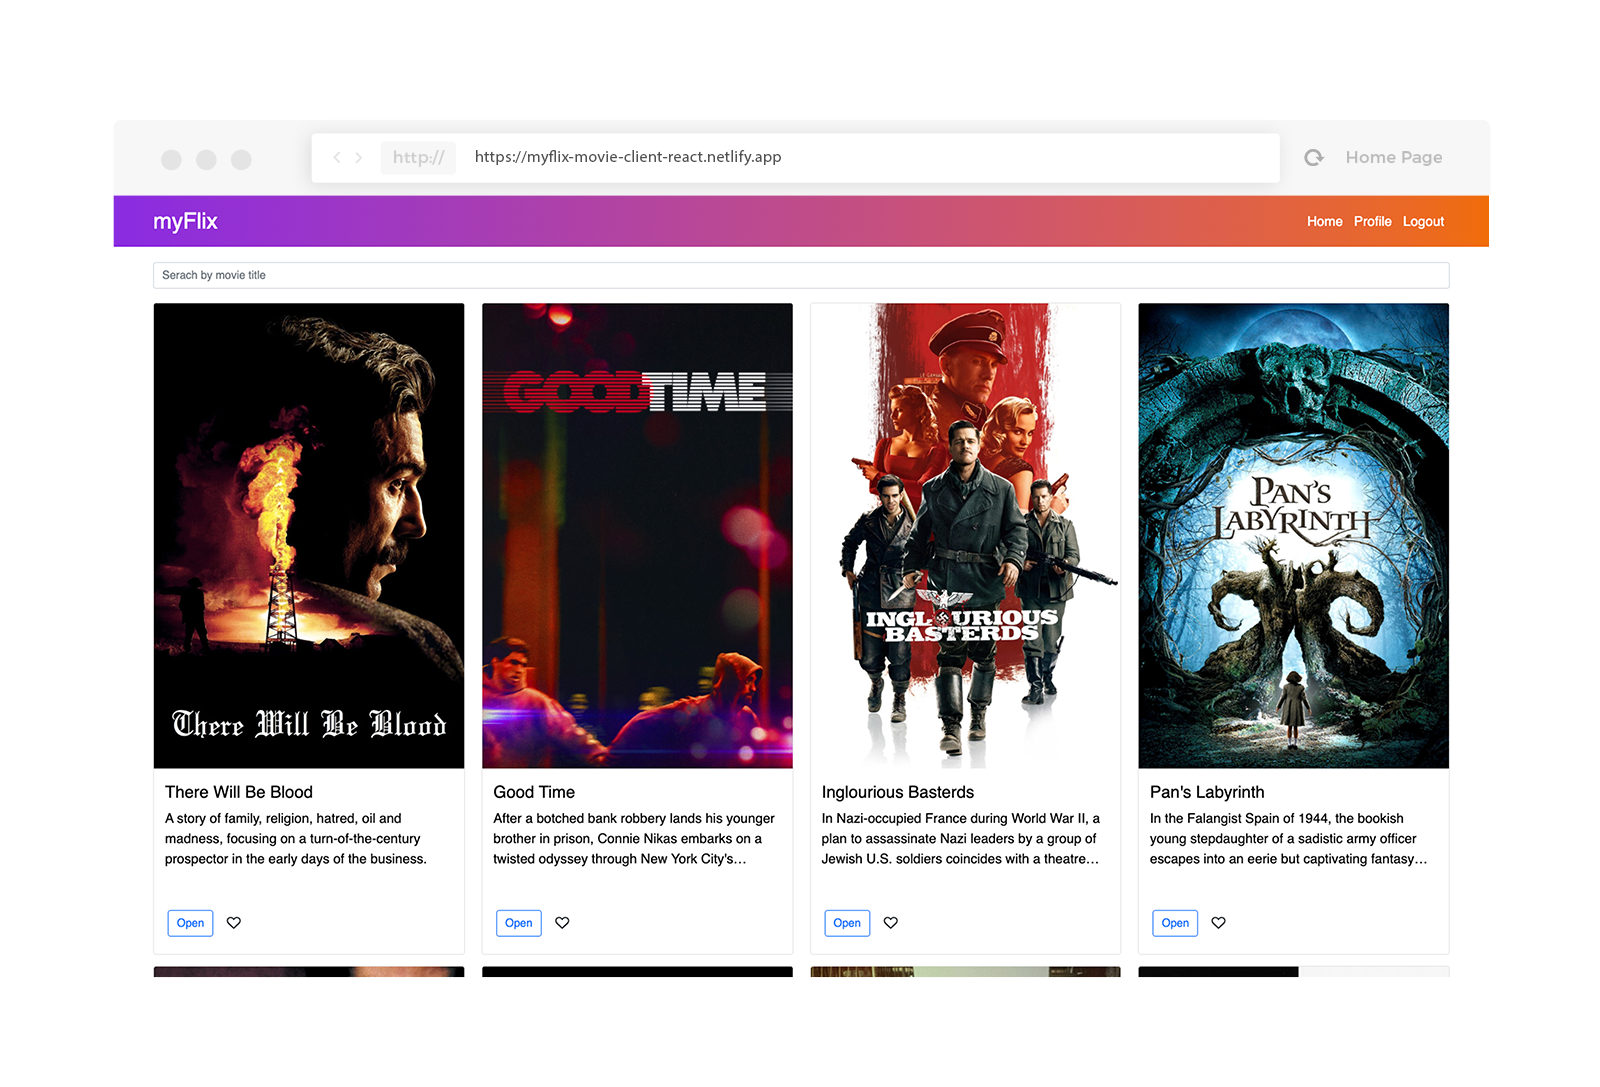 http://
https://myflix-movie-client-react.netlify.app
Home Page
myFlix
Home Profile Logout
Serach by movie title
There Will Be Blood
GOOD TIME
INGLOURIOUS
BASTERDS
PAN'S
LABYRINTH
There Will Be Blood
A story of family, religion, hatred, oil and
madness, focusing on a turn-of-the-century
prospector in the early days of the business.
Open
Good Time
After a botched bank robbery lands his younger
brother in prison, Connie Nikas embarks on a
twisted odyssey through New York City's...
Open
Inglourious Basterds
In Nazi-occupied France during World War II, a
plan to assassinate Nazi leaders by a group of
Jewish U.S. soldiers coincides with a theatre...
Open
Pan's Labyrinth
In the Falangist Spain of 1944, the bookish
young stepdaughter of a sadistic army officer
escapes into an eerie but captivating fantasy...
Open